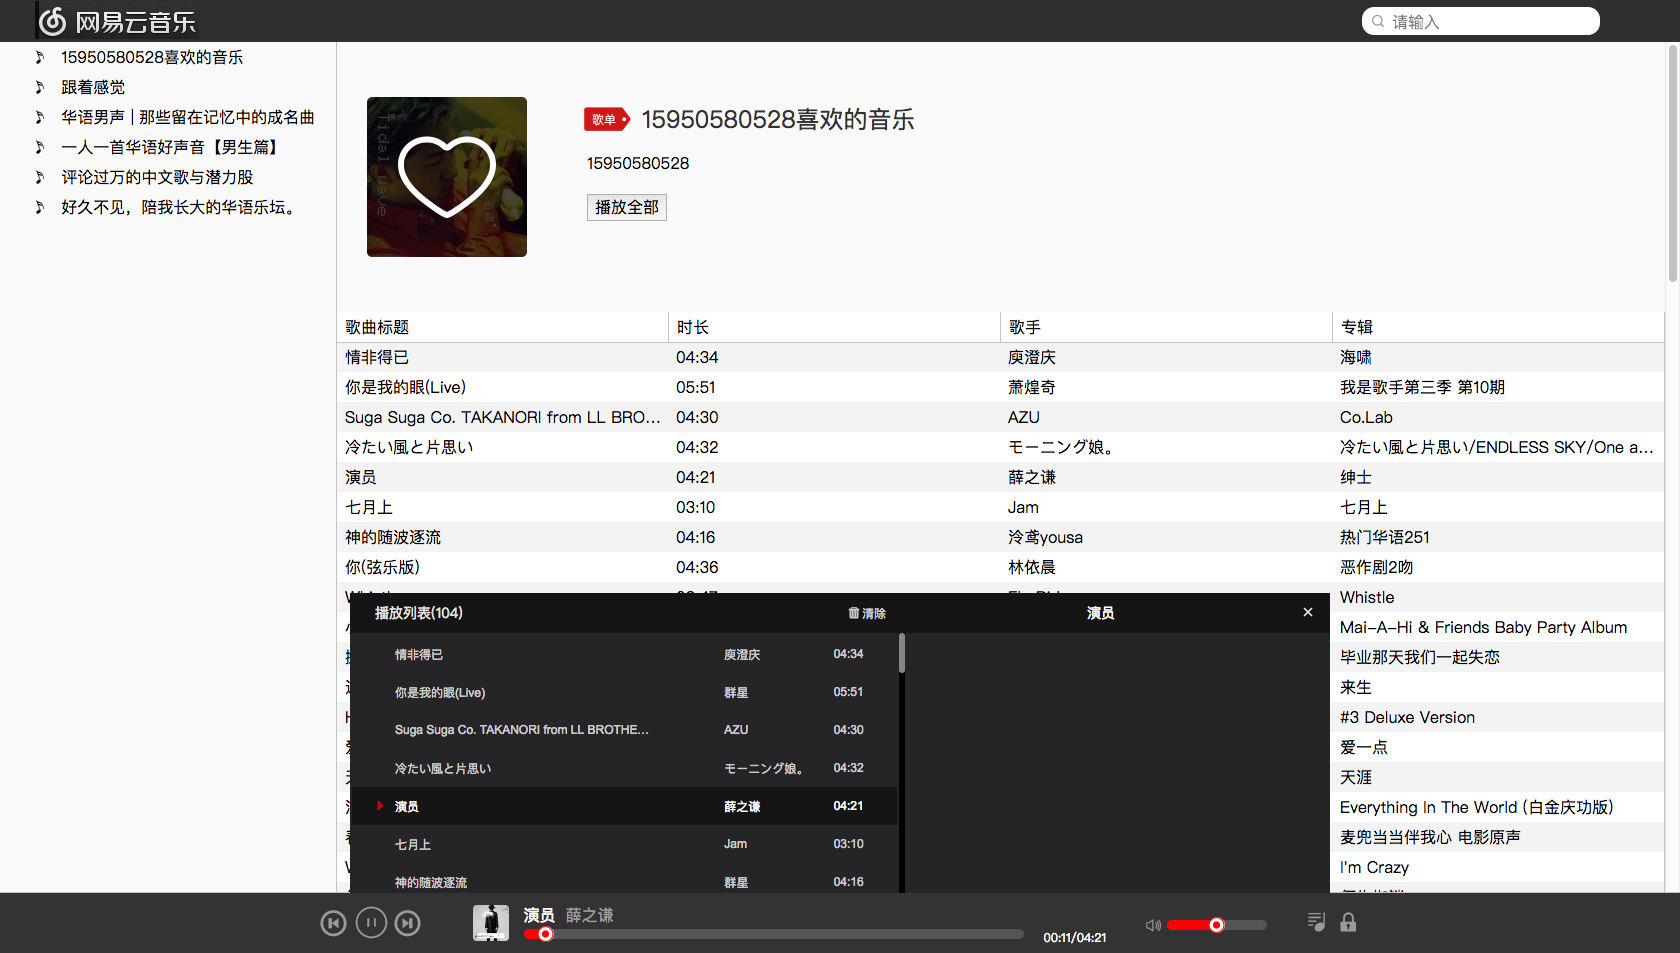 网易云音乐
请输入
15950580528喜欢的音乐
跟着感觉
华语男声 | 那些留在记忆中的成名曲
一人一首华语好声音【男生篇】
评论过万的中文歌与潜力股
好久不见，陪我长大的华语乐坛。
Tidal Wave
歌单 15950580528喜欢的音乐
15950580528
播放全部
歌曲标题 时长 歌手 专辑
情非得已 04:34 庾澄庆 海啸
你是我的眼(Live) 05:51 萧煌奇 我是歌手第三季 第10期
Suga Suga Co. TAKANORI from LL BRO... 04:30 AZU Co.Lab
冷たい風と片思い 04:32 モーニング娘。 冷たい風と片思い/ENDLESS SKY/One a...
演员 04:21 薛之谦 绅士
七月上 03:10 Jam 七月上
神的随波逐流 04:16 泠鸢yousa 热门华语251
你(弦乐版) 04:36 林依晨 恶作剧2吻
Whistle
Mai-A-Hi & Friends Baby Party Album
毕业那天我们一起失恋
来生
#3 Deluxe Version
爱一点
天涯
Everything In The World (白金庆功版)
麦兜当当伴我心 电影原声
I'm Crazy
播放列表(104) 清除 演员 ×
情非得已 庾澄庆 04:34
你是我的眼(Live) 群星 05:51
Suga Suga Co. TAKANORI from LL BROTHE... AZU 04:30
冷たい風と片思い モーニング娘。 04:32
演员 薛之谦 04:21
七月上 Jam 03:10
神的随波逐流 群星 04:16
演员 薛之谦
00:11/04:21